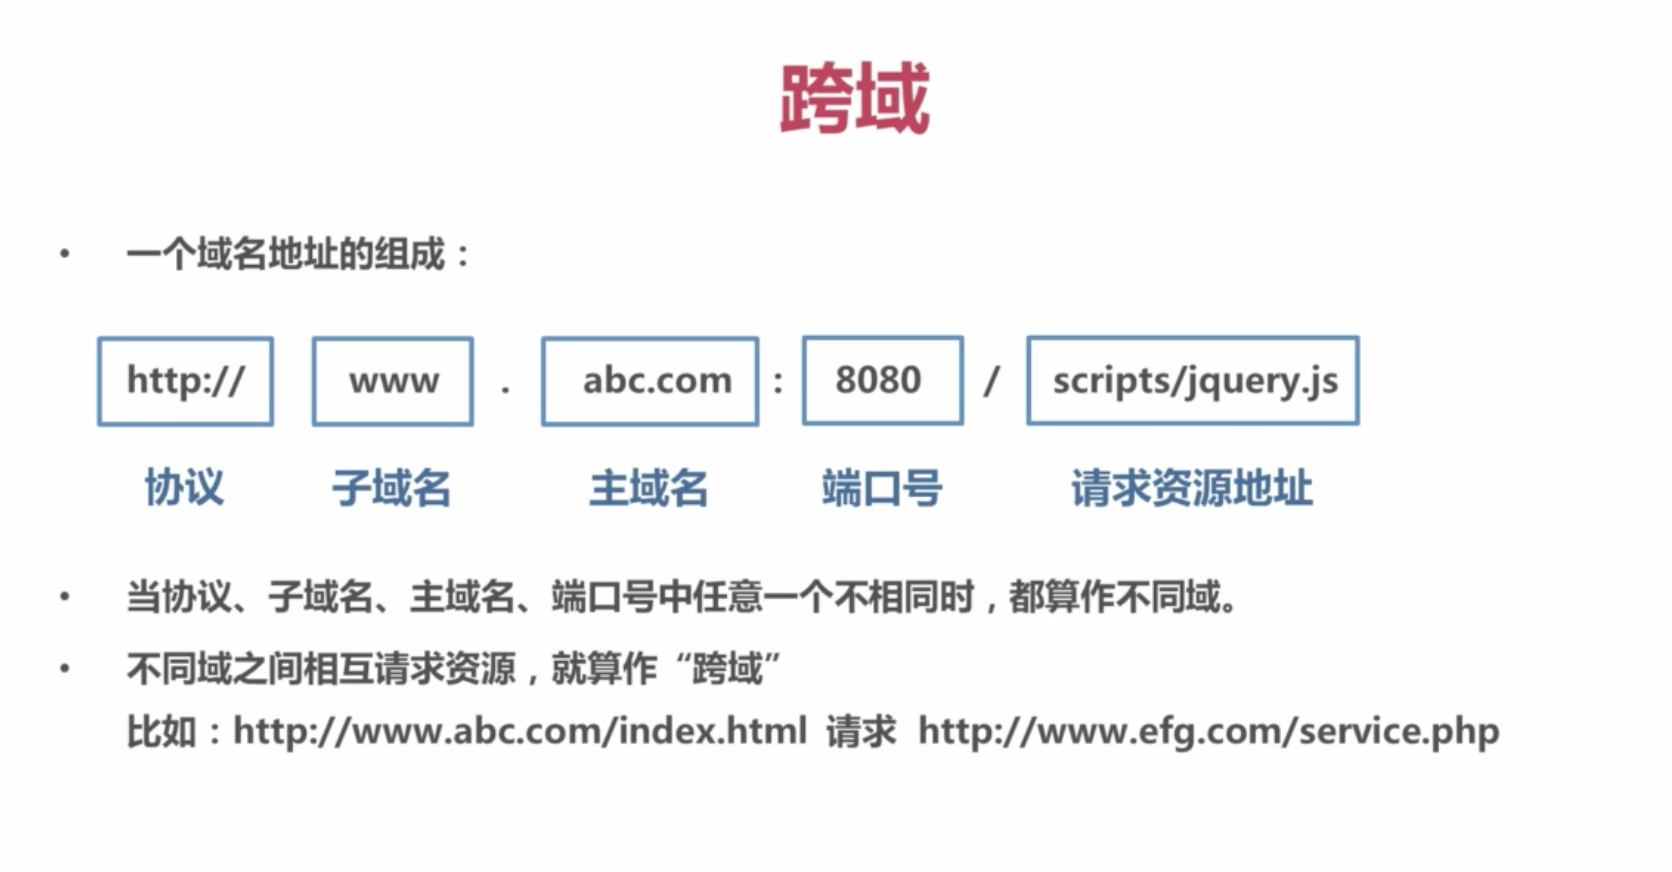 跨域
• 一个域名地址的组成：
http:// www . abc.com : 8080 / scripts/jquery.js
协议 子域名 主域名 端口号 请求资源地址
• 当协议、子域名、主域名、端口号中任意一个不相同时，都算作不同域。
• 不同域之间相互请求资源，就算作“跨域”
比如：http://www.abc.com/index.html 请求 http://www.efg.com/service.php